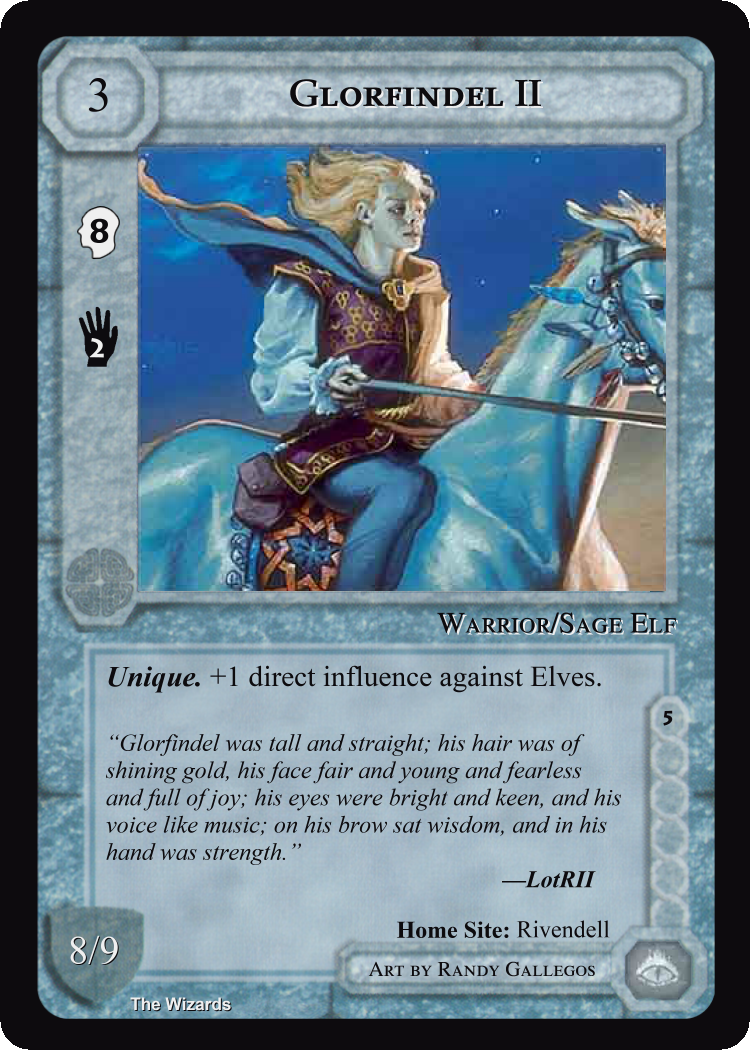 3
Glorfindel II
8
2
Warrior/Sage Elf
Unique. +1 direct influence against Elves.
5
“Glorfindel was tall and straight; his hair was of
shining gold, his face fair and young and fearless
and full of joy; his eyes were bright and keen, and his
voice like music; on his brow sat wisdom, and in his
hand was strength.”
—LotRII
Home Site: Rivendell
8/9
Art by Randy Gallegos
The Wizards